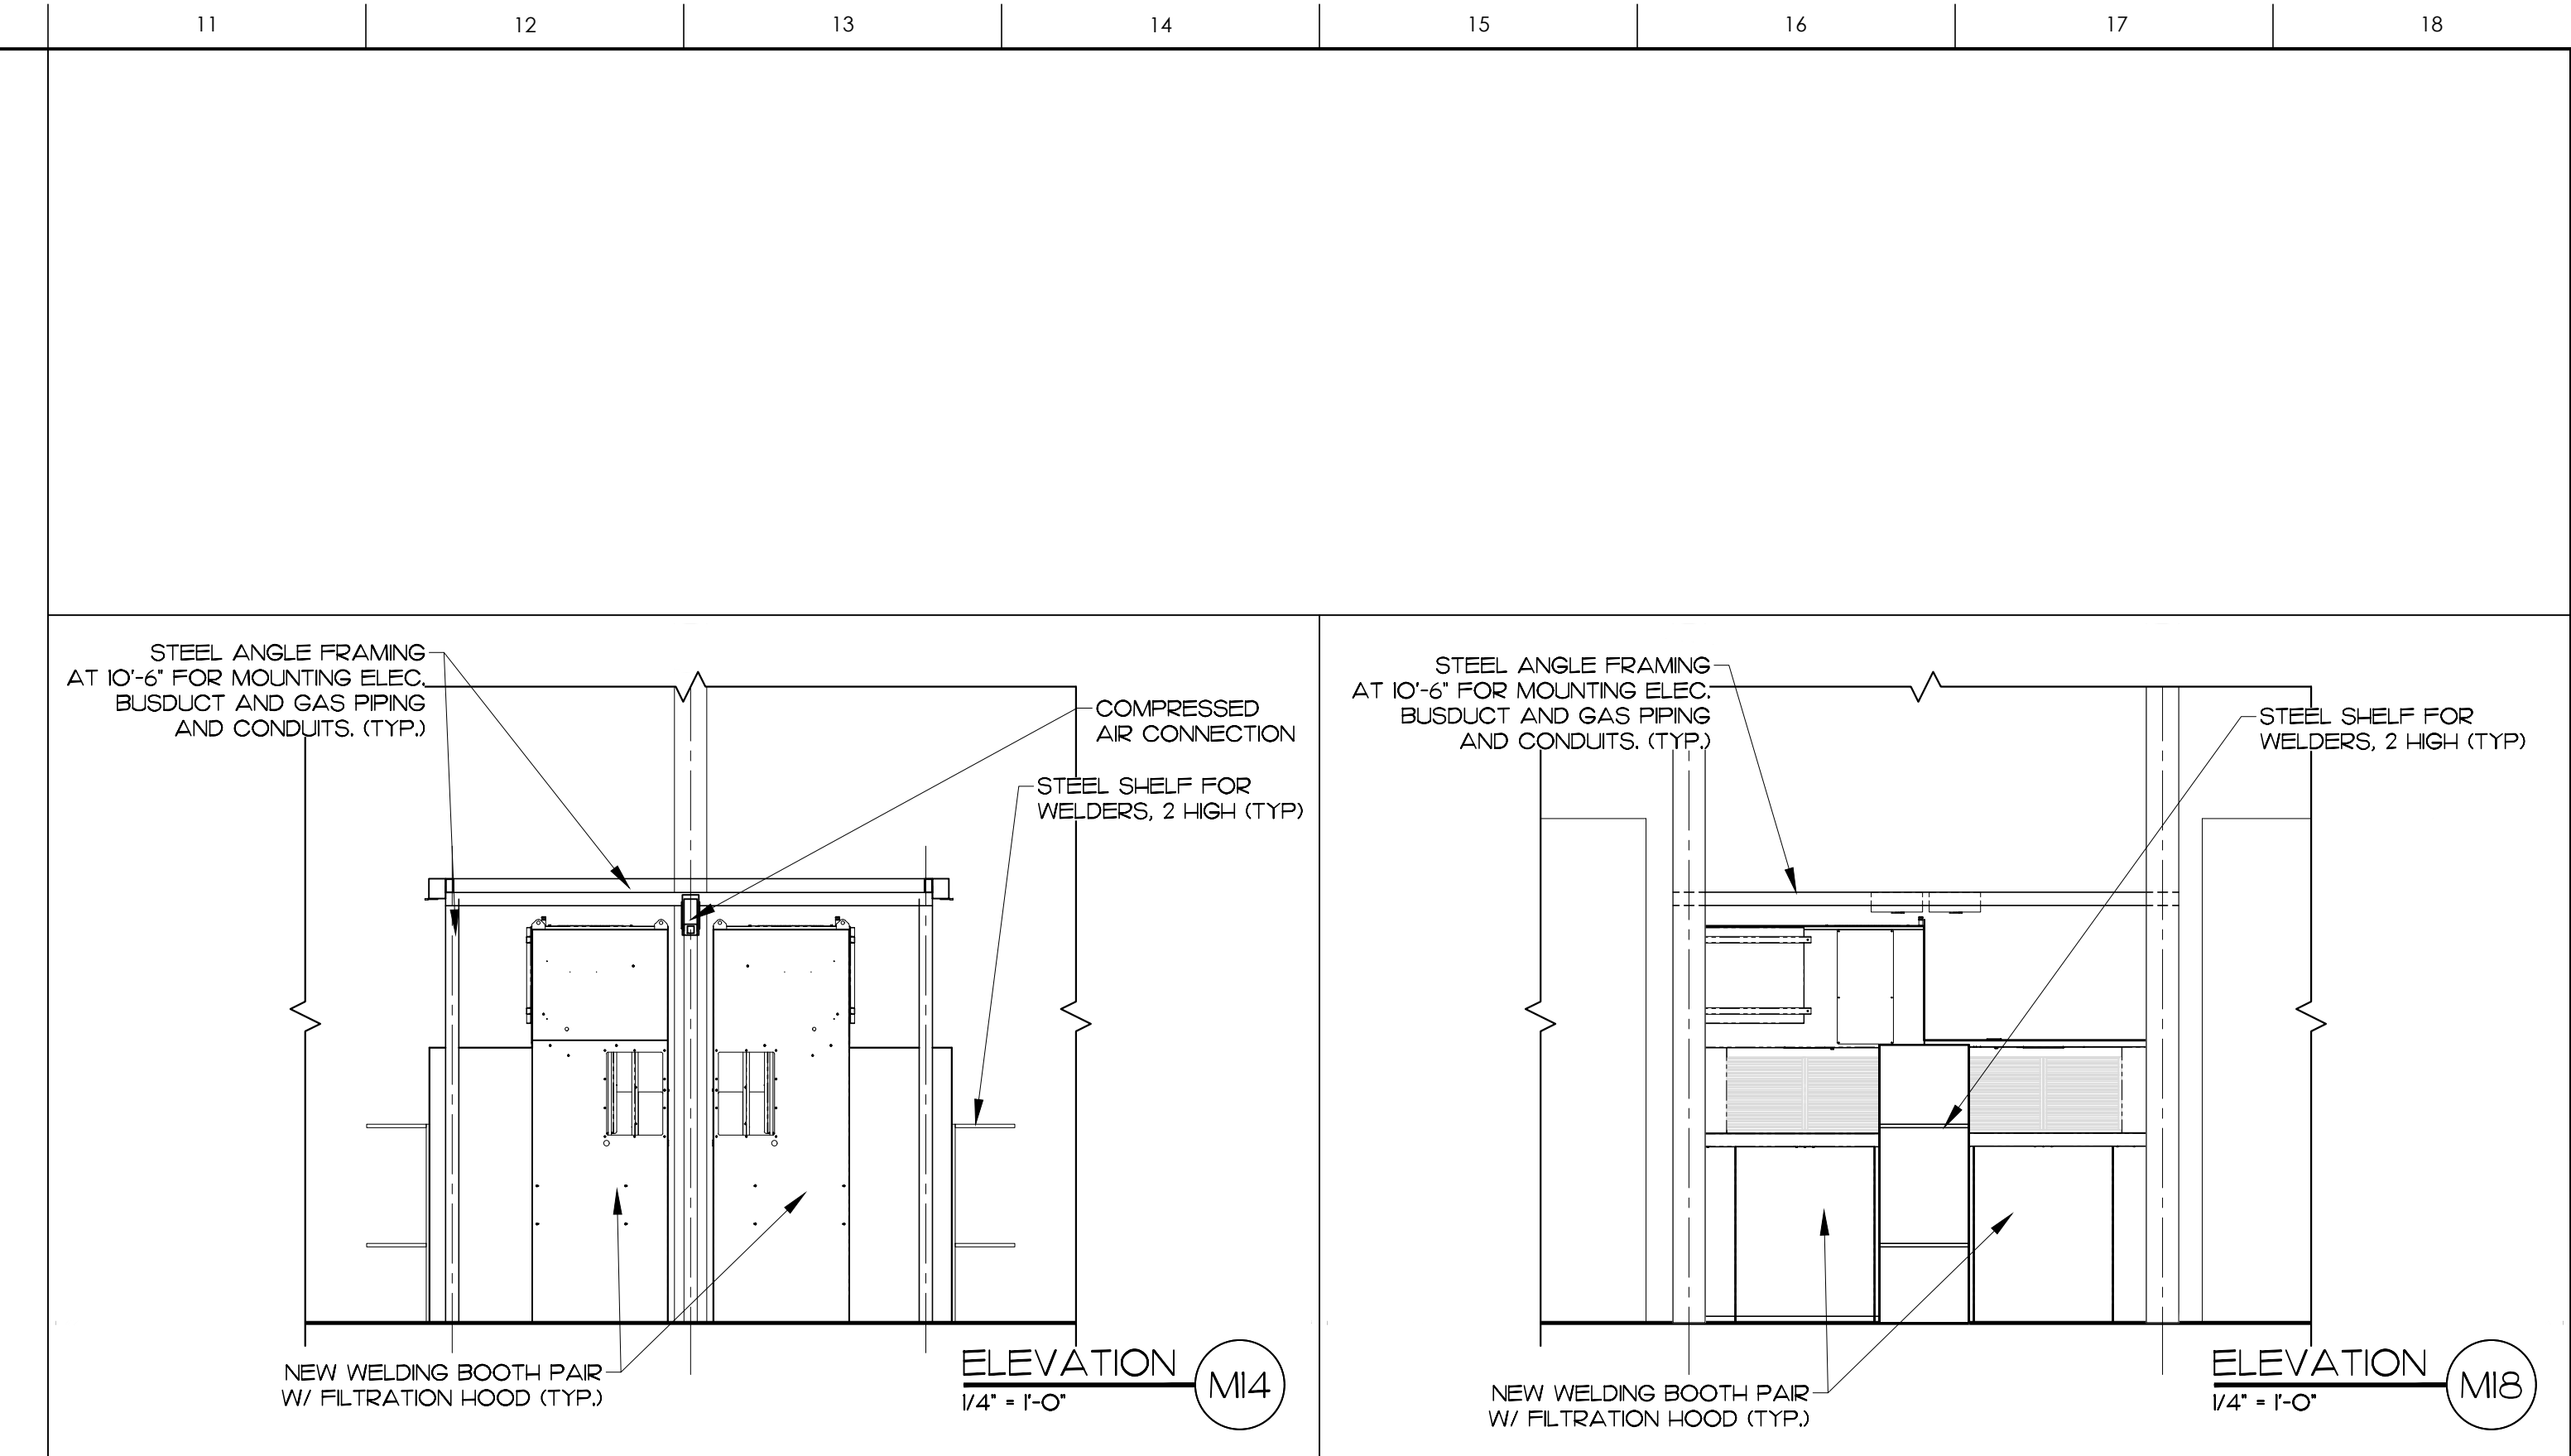 11 12 13 14 15 16 17 18
STEEL ANGLE FRAMING
AT 10'-6" FOR MOUNTING ELEC.
BUSDUCT AND GAS PIPING
AND CONDUITS. (TYP.)
COMPRESSED
AIR CONNECTION
STEEL SHELF FOR
WELDERS, 2 HIGH (TYP)
NEW WELDING BOOTH PAIR
W/ FILTRATION HOOD (TYP.)
ELEVATION
1/4" = 1'-0"
M14
STEEL ANGLE FRAMING
AT 10'-6" FOR MOUNTING ELEC.
BUSDUCT AND GAS PIPING
AND CONDUITS. (TYP.)
STEEL SHELF FOR
WELDERS, 2 HIGH (TYP)
NEW WELDING BOOTH PAIR
W/ FILTRATION HOOD (TYP.)
ELEVATION
1/4" = 1'-0"
M18